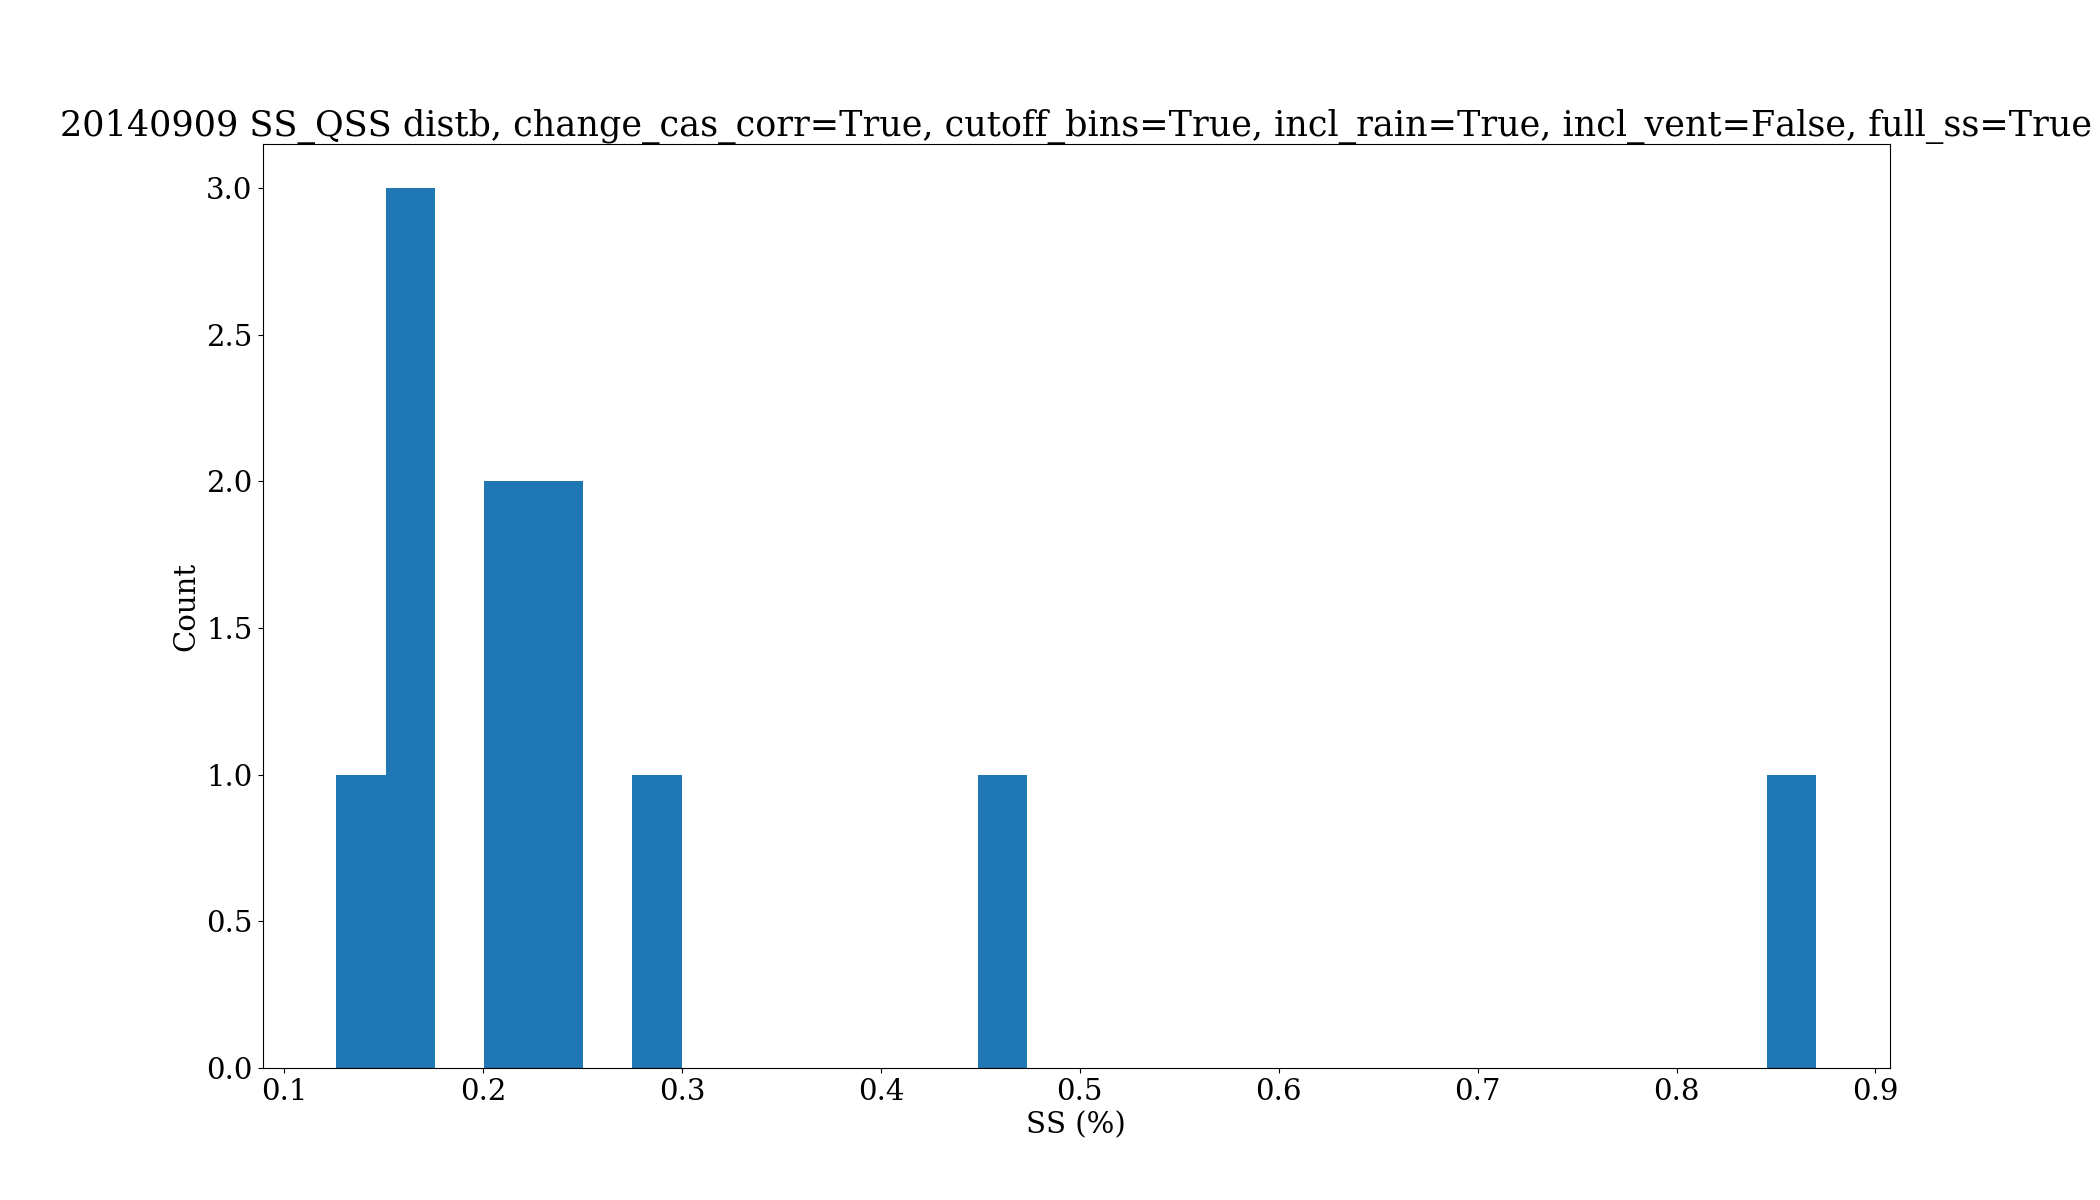 20140909 SS_QSS distb, change_cas_corr=True, cutoff_bins=True, incl_rain=True, incl_vent=False, full_ss=True
3.0
2.5
2.0
1.5
1.0
0.5
0.0
Count
0.1 0.2 0.3 0.4 0.5 0.6 0.7 0.8 0.9
SS (%)